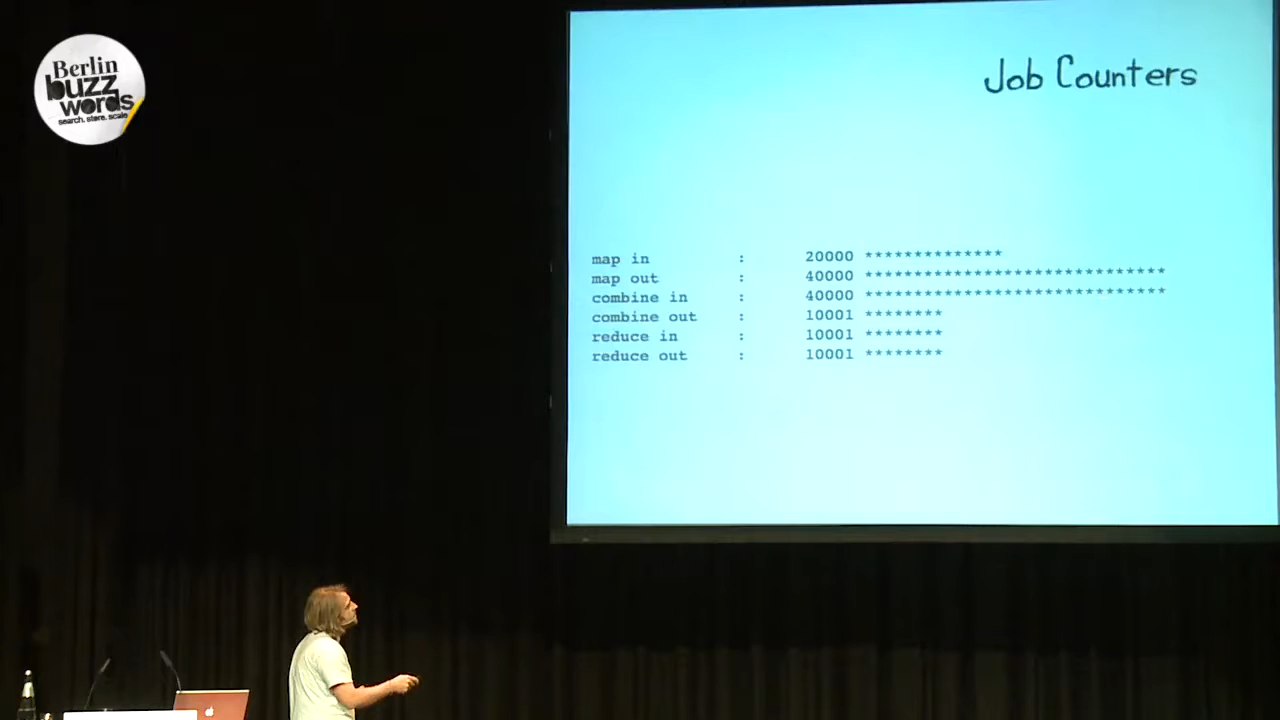 Berlin
buzz
words
search. store. scale
Job Counters
map in : 20000 **************
map out : 40000 *******************************
combine in : 40000 *******************************
combine out : 10001 ********
reduce in : 10001 ********
reduce out : 10001 ********